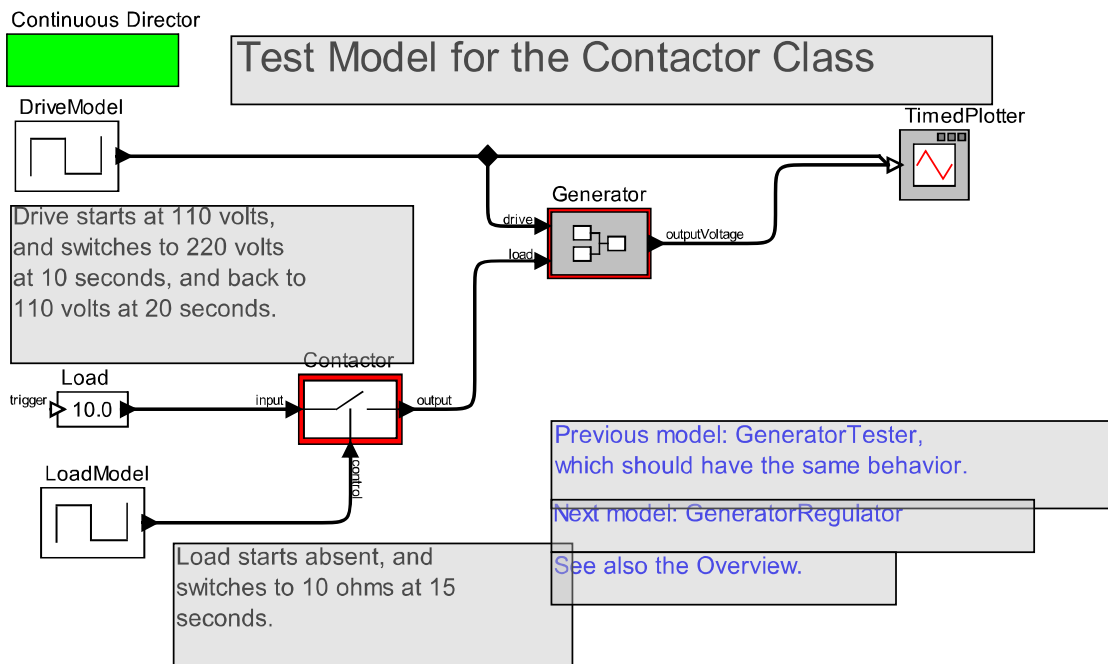 Continuous Director
Test Model for the Contactor Class
DriveModel
TimedPlotter
Generator
drive
load
outputVoltage
Drive starts at 110 volts,
and switches to 220 volts
at 10 seconds, and back to
110 volts at 20 seconds.
Contactor
Load
trigger
10.0
input
output
control
LoadModel
Previous model: GeneratorTester,
which should have the same behavior.
Next model: GeneratorRegulator
See also the Overview.
Load starts absent, and
switches to 10 ohms at 15
seconds.